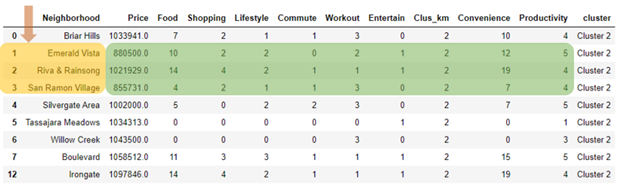 Neighborhood Price Food Shopping Lifestyle Commute Workout Entertain Clus_km Convenience Productivity cluster
0 Briar Hills 1033941.0 7 2 1 1 3 0 2 10 4 Cluster 2
1 Emerald Vista 880500.0 10 2 2 0 2 1 2 12 5 Cluster 2
2 Riva & Rainsong 1021929.0 14 4 2 1 1 1 2 19 4 Cluster 2
3 San Ramon Village 855731.0 4 2 1 1 3 0 2 7 4 Cluster 2
4 Silvergate Area 1002000.0 5 0 2 2 3 0 2 7 5 Cluster 2
5 Tassajara Meadows 1034313.0 0 0 0 0 0 1 2 0 1 Cluster 2
6 Willow Creek 1043500.0 0 0 0 0 3 0 2 0 3 Cluster 2
7 Boulevard 1058512.0 11 3 3 1 1 1 2 15 5 Cluster 2
12 Irongate 1097846.0 14 4 2 1 1 1 2 19 4 Cluster 2